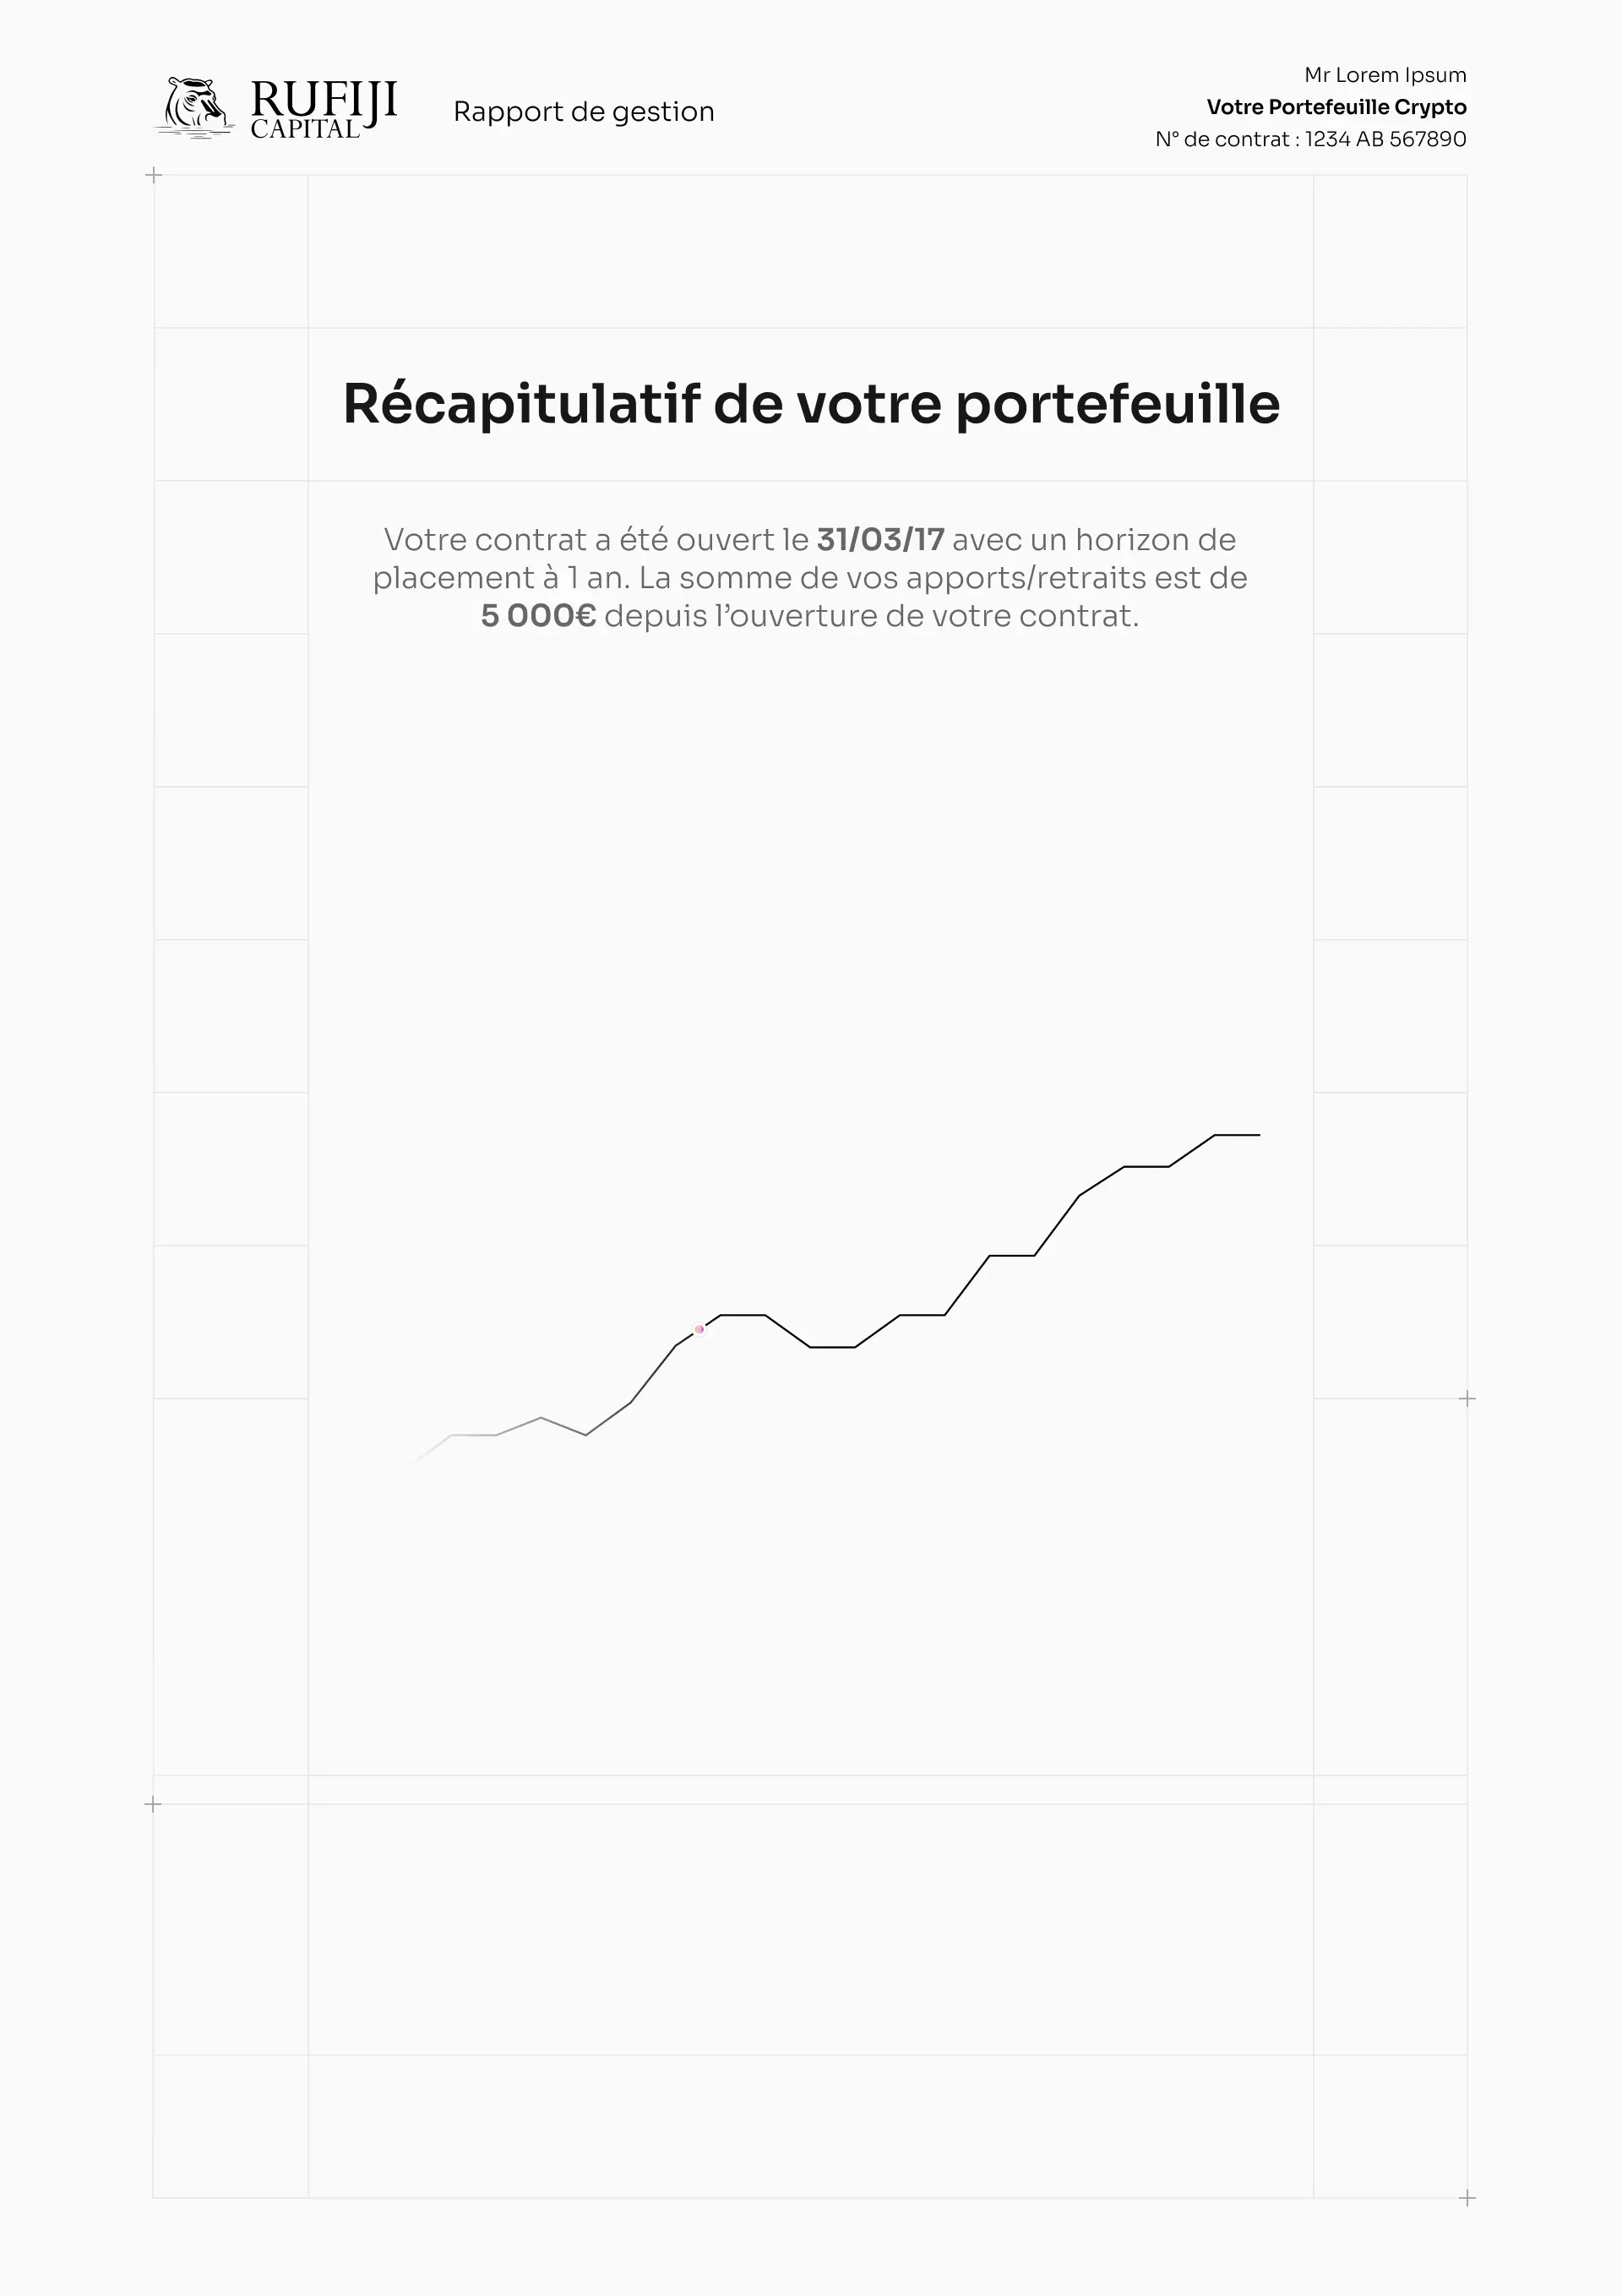 RUFIJI
CAPITAL
Rapport de gestion
Mr Lorem Ipsum
Votre Portefeuille Crypto
N° de contrat : 1234 AB 567890
Récapitulatif de votre portefeuille
Votre contrat a été ouvert le 31/03/17 avec un horizon de
placement à 1 an. La somme de vos apports/retraits est de
5 000€ depuis l’ouverture de votre contrat.